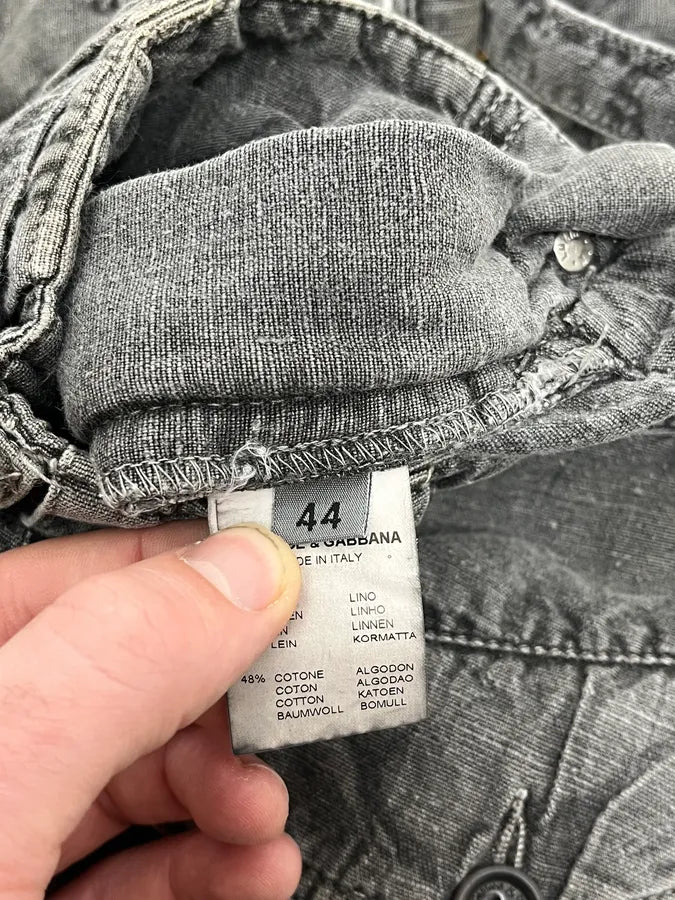 44
& GABBANA
DE IN ITALY
LINO
LINHO
LINNEN
LEIN KORMATTA
48% COTONE ALGODON
COTON ALGODAO
COTTON KATOEN
BAUMWOLL BOMULL